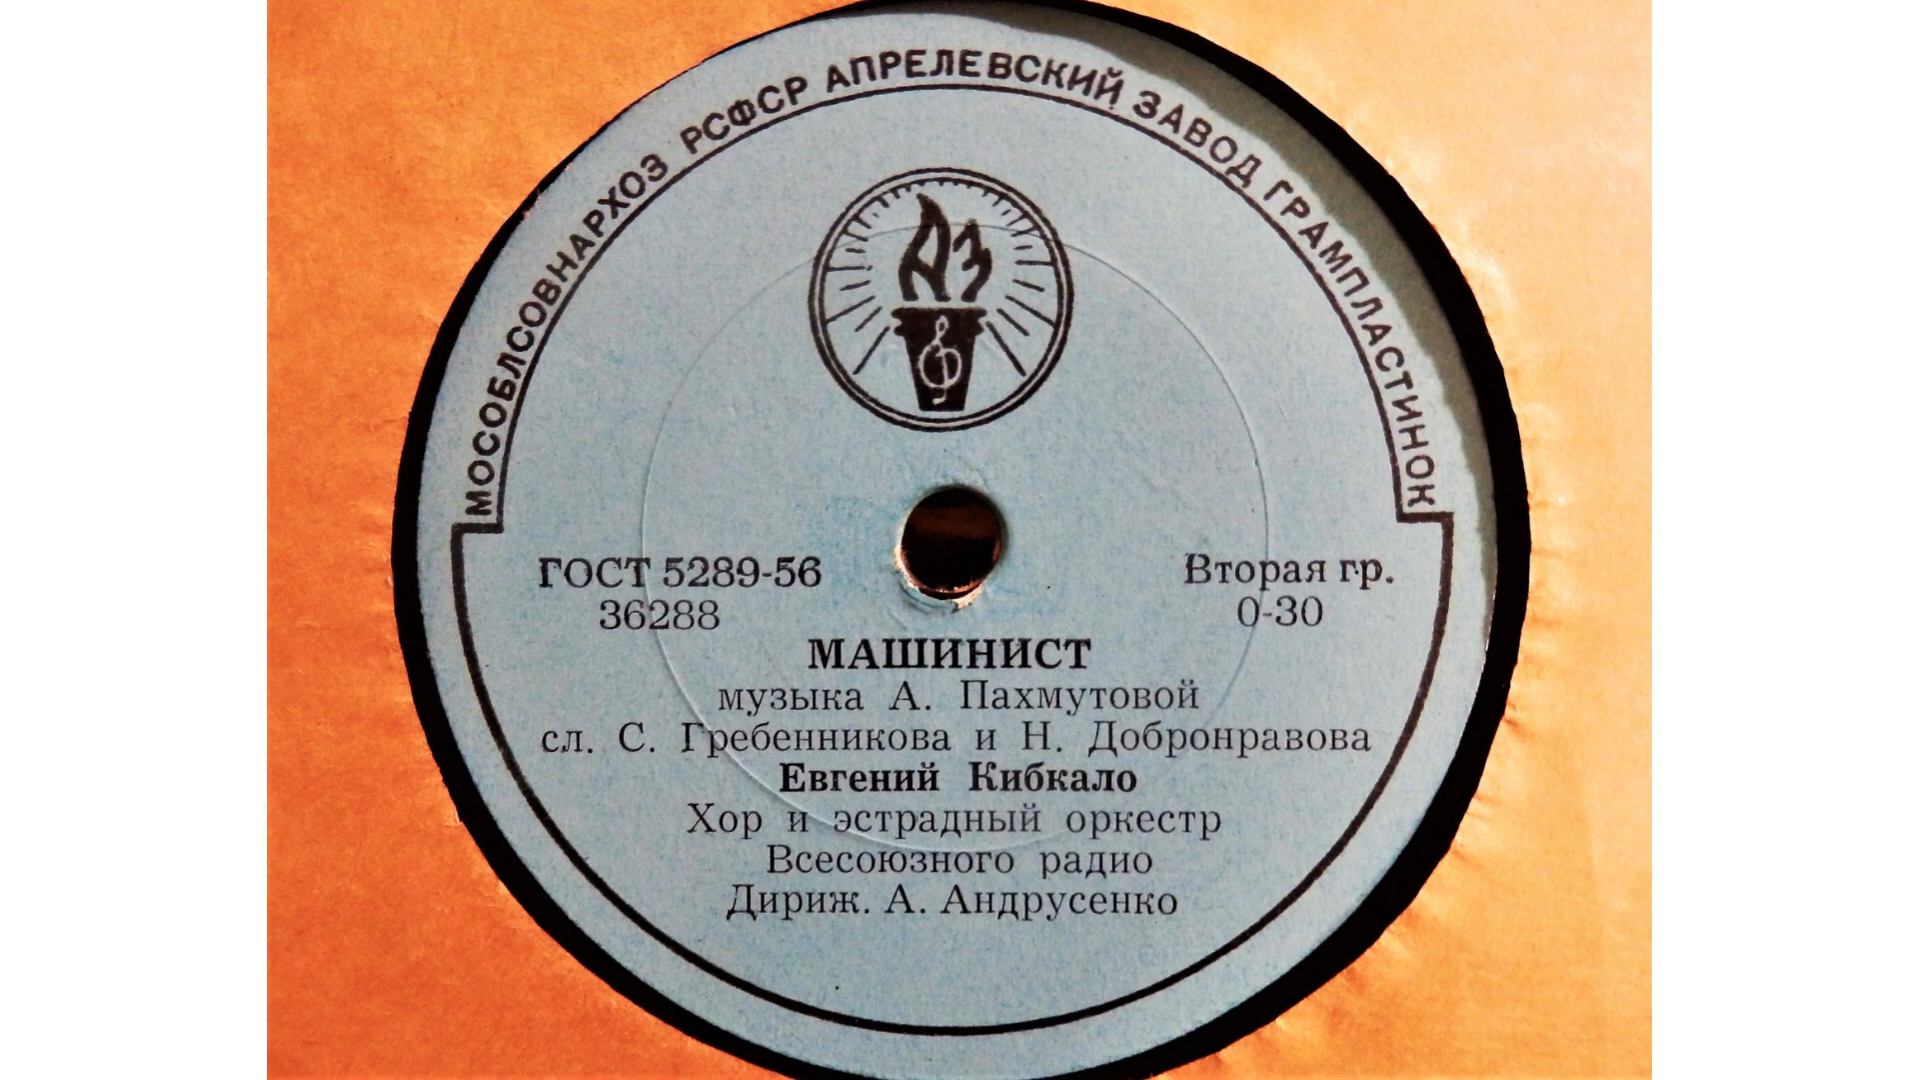 МОСОБЛСОВНАРХОЗ РСФСР АПРЕЛЕВСКИЙ ЗАВОД ГРАМПЛАСТИНОК
АЗ
ГОСТ 5289-56
36288
Вторая гр.
0-30
МАШИНИСТ
музыка А. Пахмутовой
сл. С. Гребенникова и Н. Добронравова
Евгений Кибкало
Хор и эстрадный оркестр
Всесоюзного радио
Дириж. А. Андрусенко